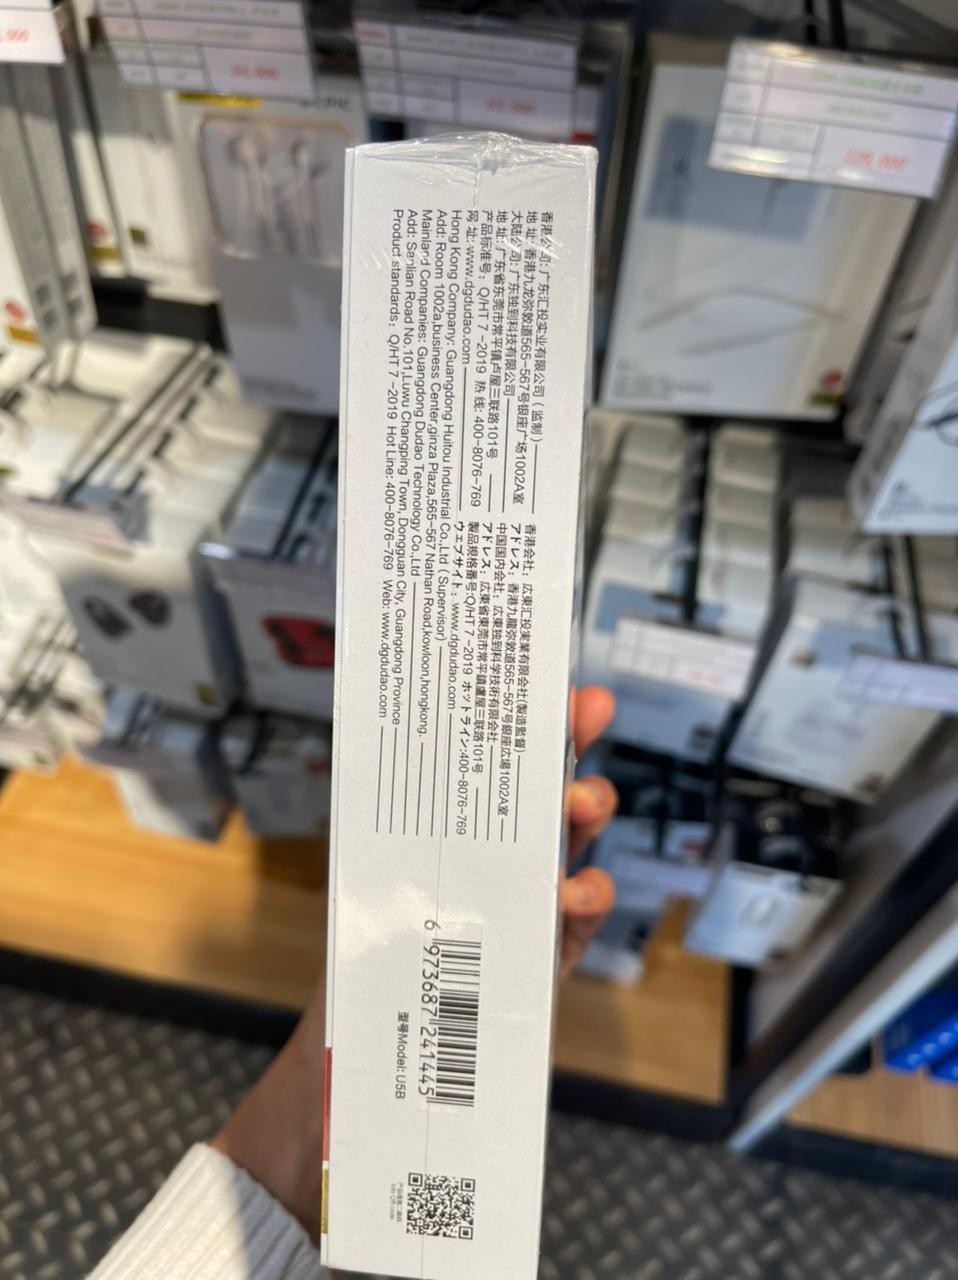 香港公司: 广东汇投实业有限公司 ( 监制 )
地 址: 香港九龙弥敦道565-567号银座广场1002A室
大陆公司: 广东独到科技有限公司
地 址: 广东省东莞市常平镇卢屋三联路101号
产品标准号: Q/HT 7 -2019 热 线: 400-8076-769
网 址: www.dgdudao.com
Hong Kong Company: Guangdong Huitou Industrial Co.,Ltd ( Supervisor)
Add: Room 1002a,business Center,ginza Plaza,565-567 Nathan Road,kowloon,hongkong.
Mainland Companies: Guangdong Dudao Technology Co.,Ltd
Add: Sanlian Road No.101,Luwu Changping Town, Dongguan City, Guangdong Province
Product standards: Q/HT 7 -2019 Hot Line: 400-8076-769 Web: www.dgdudao.com
香港会社: 広東汇投実業有限会社(製造監督)
アドレス: 香港九龍弥敦道565-567号銀座広場1002A室
中国国内会社: 広東独到科学技術有限会社
アドレス: 広東省東莞市常平鎮盧屋三联路101号
製品規格番号:Q/HT 7 -2019 ホットライン:400-8076-769
ウェブサイト: www.dgdudao.com
6 973687 241445
型号Model: U5B
109,000